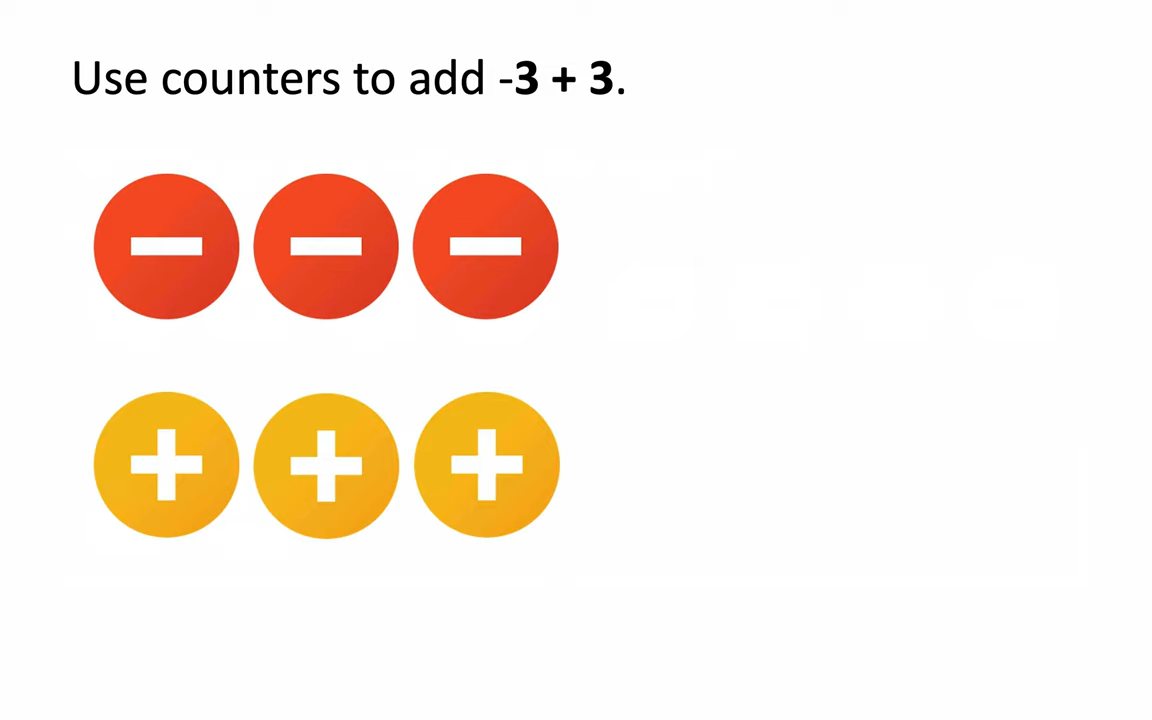 Use counters to add -3 + 3.
− − −
+ + +